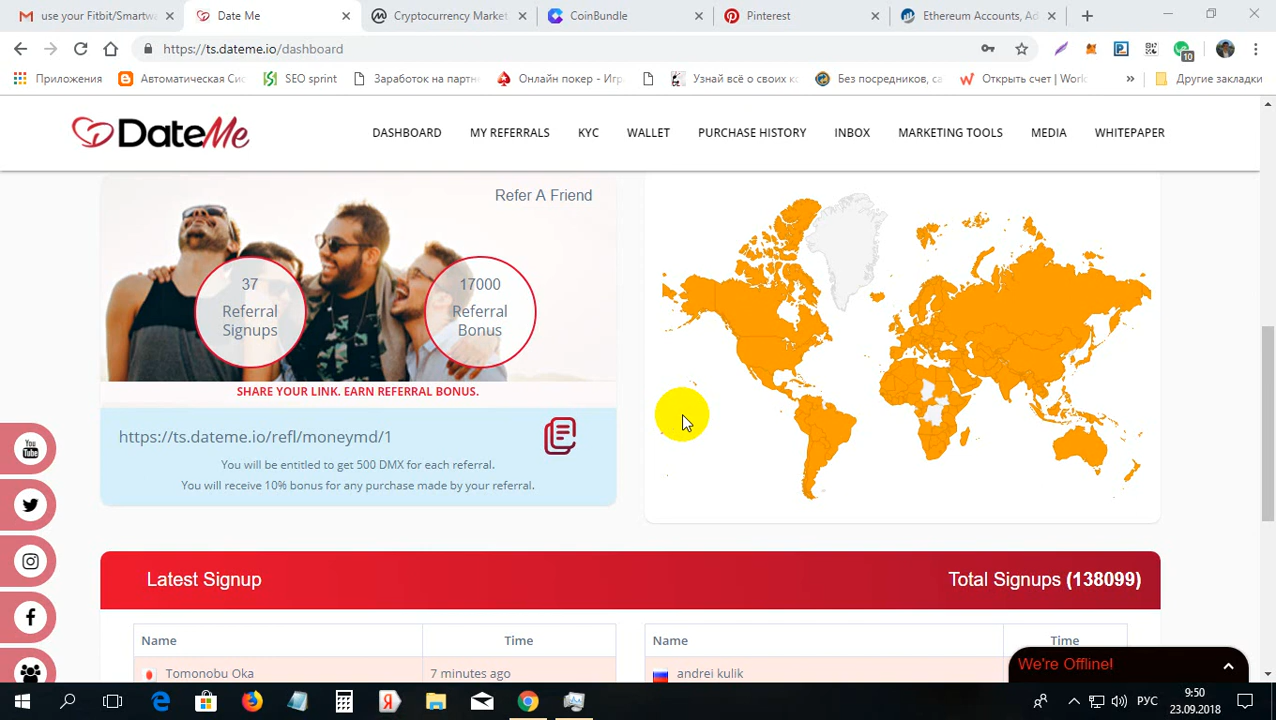 use your Fitbit/Smartwa
Date Me
Cryptocurrency Market
CoinBundle
Pinterest
Ethereum Accounts, Ad
https://ts.dateme.io/dashboard
10
Приложения
Автоматическая Сис
SEO sprint
Заработок на партн
Онлайн покер - Игр
Узнай всё о своих к
Без посредников, са
Открыть счет | Worl
Другие закладки
DateMe
DASHBOARD
MY REFERRALS
KYC
WALLET
PURCHASE HISTORY
INBOX
MARKETING TOOLS
MEDIA
WHITEPAPER
Refer A Friend
37
Referral
Signups
17000
Referral
Bonus
SHARE YOUR LINK. EARN REFERRAL BONUS.
https://ts.dateme.io/refl/moneymd/1
You will be entitled to get 500 DMX for each referral.
You will receive 10% bonus for any purchase made by your referral.
You
Tube
Latest Signup
Total Signups (138099)
Name
Time
Name
Time
Tomonobu Oka
7 minutes ago
andrei kulik
We're Offline!
РУС
9:50
23.09.2018